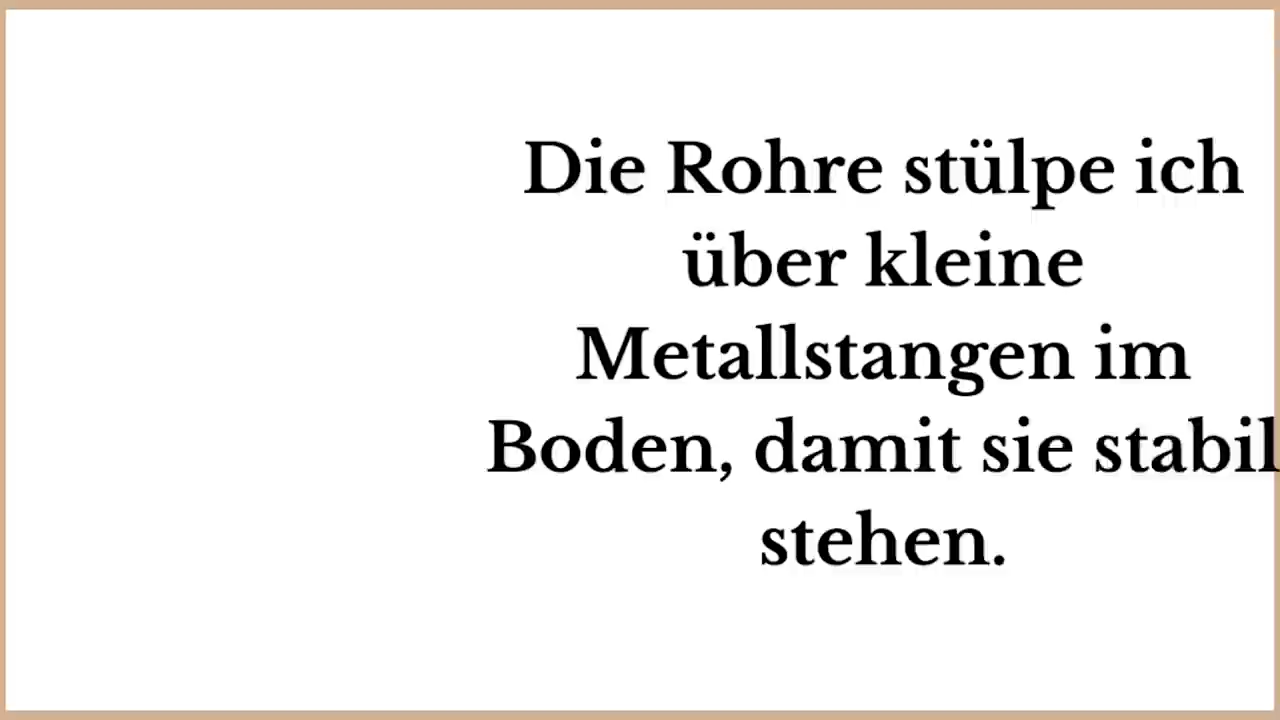 Die Rohre stülpe ich
über kleine
Metallstangen im
Boden, damit sie stabil
stehen.